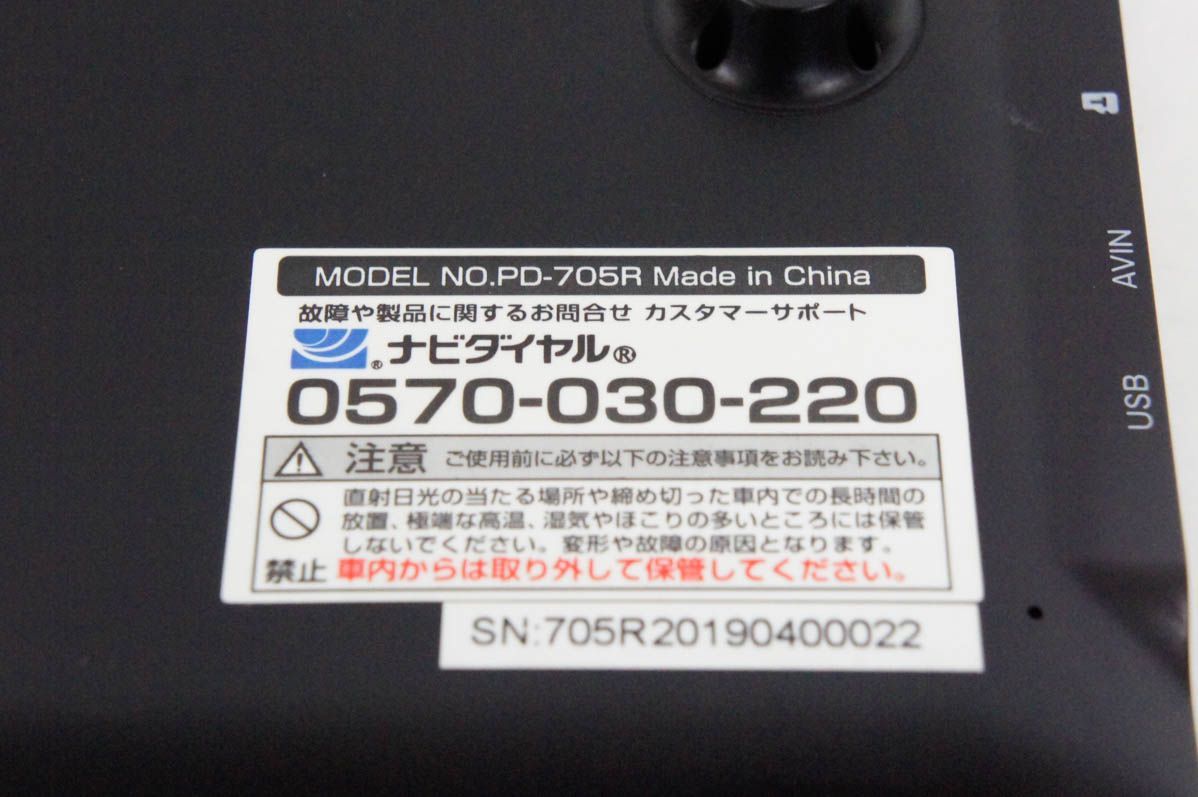 MODEL NO.PD-705R Made in China
故障や製品に関するお問合せ カスタマーサポート
®ナビダイヤル®
0570-030-220
注意 ご使用前に必ず以下の注意事項をお読み下さい。
直射日光の当たる場所や締め切った車内での長時間の
放置、極端な高温、湿気やほこりの多いところには保管
しないでください。変形や故障の原因となります。
禁止 車内からは取り外して保管してください。
SN:705R20190400022
AVIN
USB